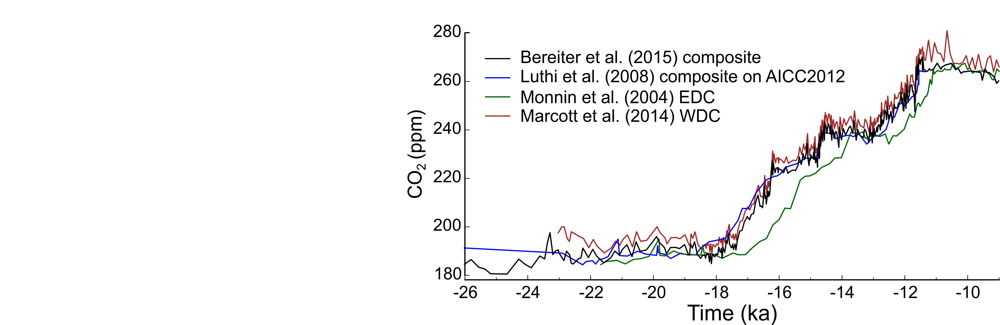 280
260
240
220
200
180
CO₂ (ppm)
Bereiter et al. (2015) composite
Luthi et al. (2008) composite on AICC2012
Monnin et al. (2004) EDC
Marcott et al. (2014) WDC
-26 -24 -22 -20 -18 -16 -14 -12 -10
Time (ka)